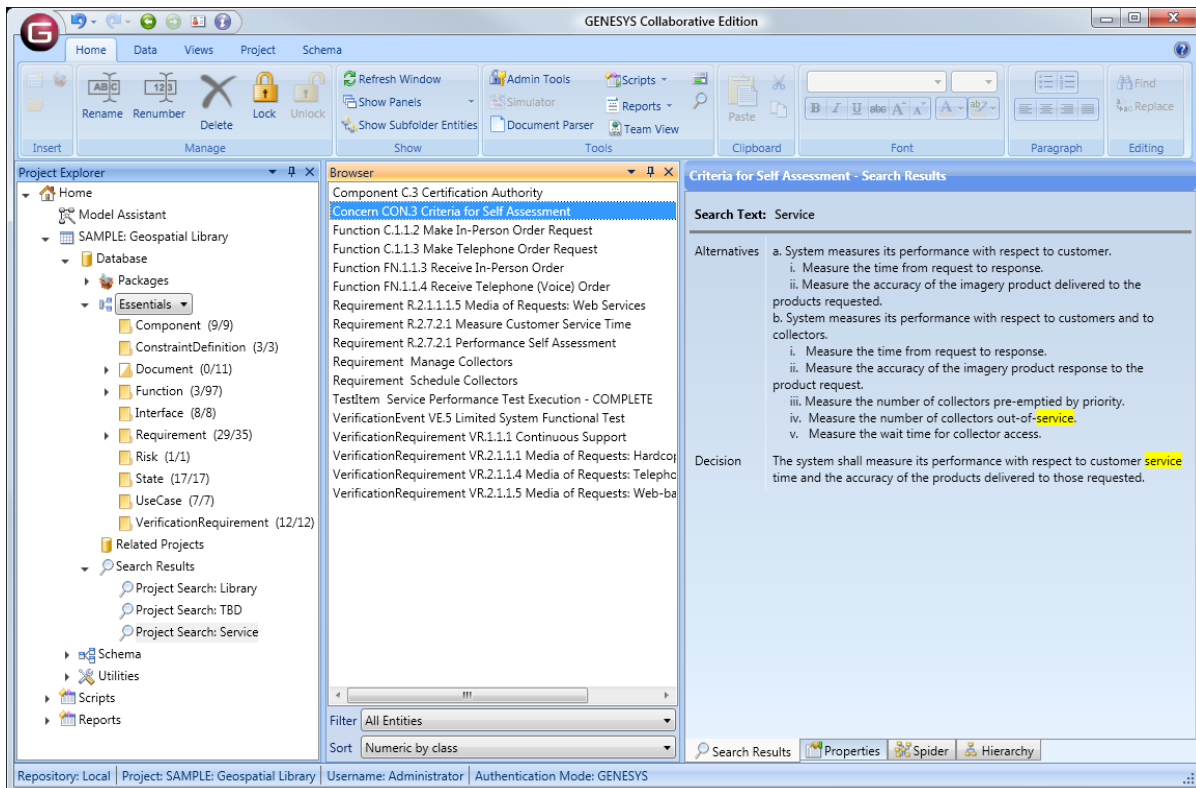 GENESYS Collaborative Edition
Home Data Views Project Schema
Rename Renumber Delete Lock Unlock
Refresh Window
Show Panels
Show Subfolder Entities
Admin Tools
Simulator
Document Parser
Scripts
Reports
Team View
Paste
B I U abc A A A ab
Find
Replace
Insert Manage Show Tools Clipboard Font Paragraph Editing
Project Explorer
Home
Model Assistant
SAMPLE: Geospatial Library
Database
Packages
Essentials
Component (9/9)
ConstraintDefinition (3/3)
Document (0/11)
Function (3/97)
Interface (8/8)
Requirement (29/35)
Risk (1/1)
State (17/17)
UseCase (7/7)
VerificationRequirement (12/12)
Related Projects
Search Results
Project Search: Library
Project Search: TBD
Project Search: Service
Schema
Utilities
Scripts
Reports
Browser
Component C.3 Certification Authority
Concern CON.3 Criteria for Self Assessment
Function C.1.1.2 Make In-Person Order Request
Function C.1.1.3 Make Telephone Order Request
Function FN.1.1.3 Receive In-Person Order
Function FN.1.1.4 Receive Telephone (Voice) Order
Requirement R.2.1.1.1.5 Media of Requests: Web Services
Requirement R.2.7.2.1 Measure Customer Service Time
Requirement R.2.7.2.1 Performance Self Assessment
Requirement Manage Collectors
Requirement Schedule Collectors
TestItem Service Performance Test Execution - COMPLETE
VerificationEvent VE.5 Limited System Functional Test
VerificationRequirement VR.1.1.1 Continuous Support
VerificationRequirement VR.2.1.1.1 Media of Requests: Hardcop
VerificationRequirement VR.2.1.1.4 Media of Requests: Telepho
VerificationRequirement VR.2.1.1.5 Media of Requests: Web-ba
Filter All Entities
Sort Numeric by class
Criteria for Self Assessment - Search Results
Search Text: Service
Alternatives a. System measures its performance with respect to customer.
i. Measure the time from request to response.
ii. Measure the accuracy of the imagery product delivered to the
products requested.
b. System measures its performance with respect to customers and to
collectors.
i. Measure the time from request to response.
ii. Measure the accuracy of the imagery product response to the
product request.
iii. Measure the number of collectors pre-emptied by priority.
iv. Measure the number of collectors out-of-service.
v. Measure the wait time for collector access.
Decision The system shall measure its performance with respect to customer service
time and the accuracy of the products delivered to those requested.
Search Results Properties Spider Hierarchy
Repository: Local Project: SAMPLE: Geospatial Library Username: Administrator Authentication Mode: GENESYS